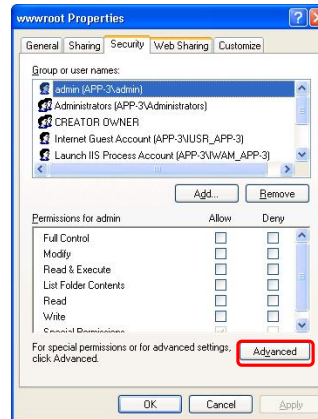 wwwroot Properties
General Sharing Security Web Sharing Customize
Group or user names:
admin (APP-3\admin)
Administrators (APP-3\Administrators)
CREATOR OWNER
Internet Guest Account (APP-3\IUSR_APP-3)
Launch IIS Process Account (APP-3\IWAM_APP-3)
Add... Remove
Permissions for admin Allow Deny
Full Control
Modify
Read & Execute
List Folder Contents
Read
Write
Special Permissions
For special permissions or for advanced settings,
click Advanced.
Advanced
OK Cancel Apply